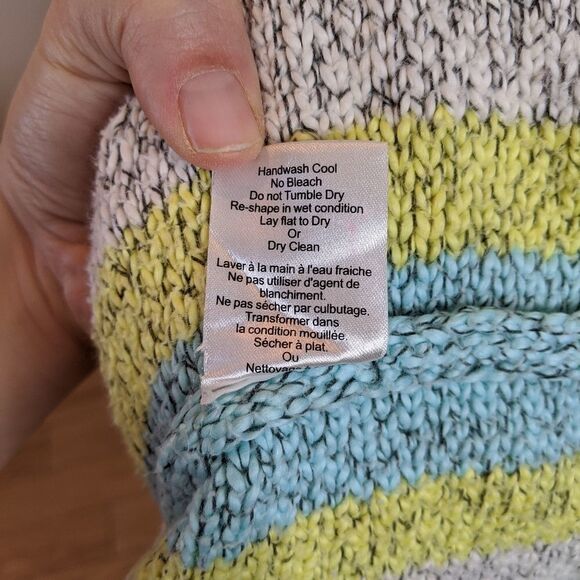 Handwash Cool
No Bleach
Do not Tumble Dry
Re-shape in wet condition
Lay flat to Dry
Or
Dry Clean
Laver à la main à l'eau fraiche
Ne pas utiliser d'agent de
blanchiment.
Ne pas sécher par culbutage.
Transformer dans
la condition mouillée.
Sécher à plat.
Ou